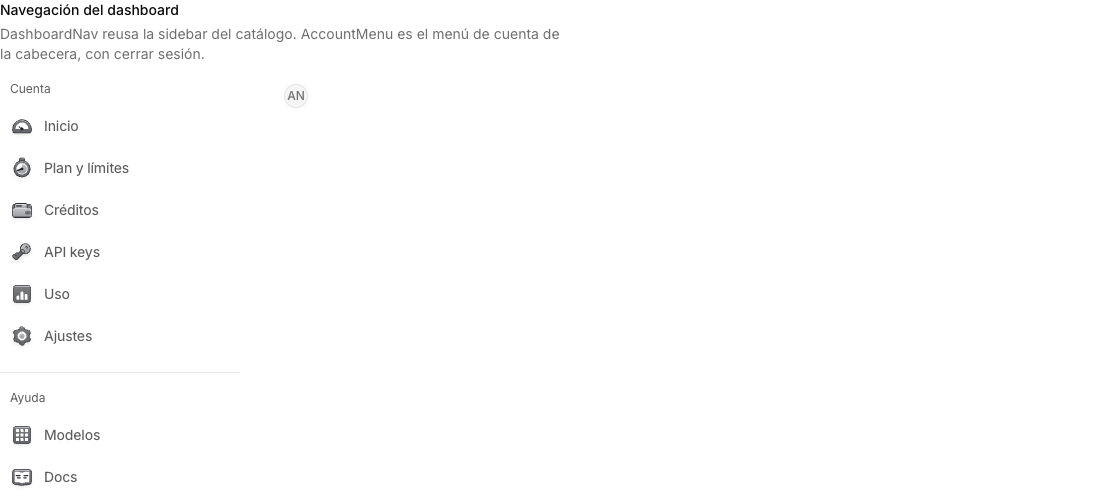 Navegación del dashboard
DashboardNav reusa la sidebar del catálogo. AccountMenu es el menú de cuenta de
la cabecera, con cerrar sesión.
Cuenta
AN
Inicio
Plan y límites
Créditos
API keys
Uso
Ajustes
Ayuda
Modelos
Docs